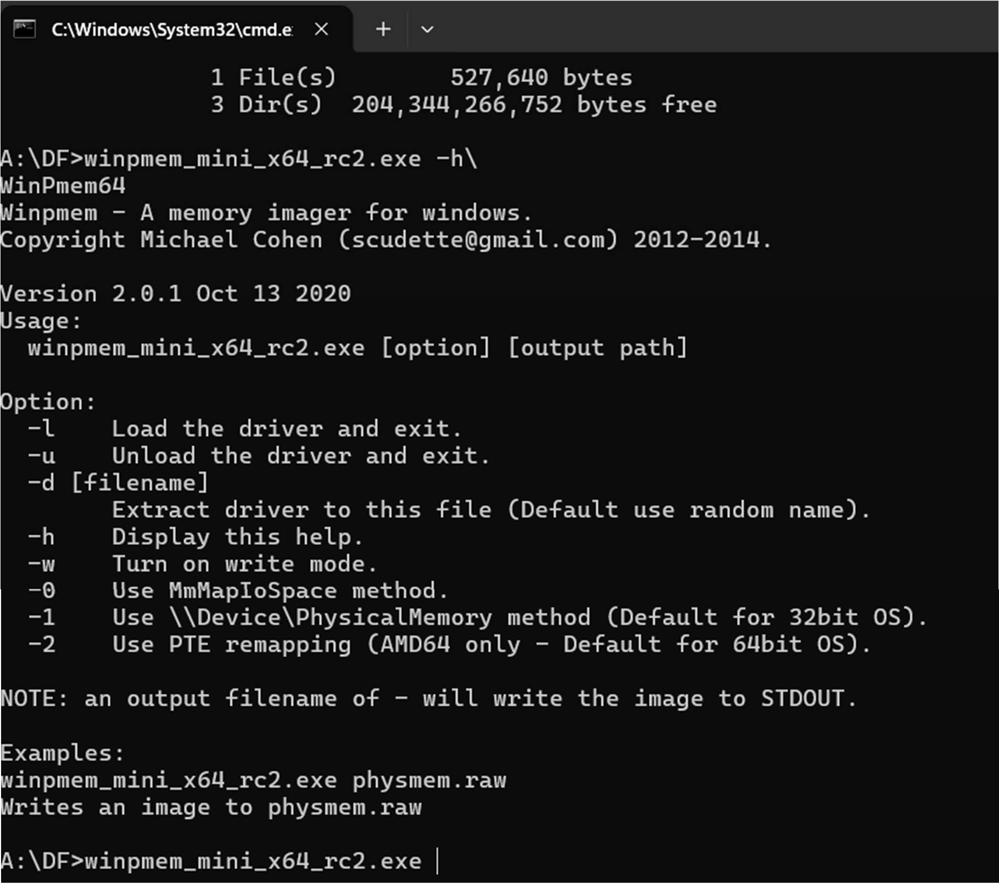 C:\Windows\System32\cmd.e
1 File(s) 527,640 bytes
3 Dir(s) 204,344,266,752 bytes free
A:\DF>winpmem_mini_x64_rc2.exe -h\
WinPmem64
Winpmem - A memory imager for windows.
Copyright Michael Cohen (scudette@gmail.com) 2012-2014.
Version 2.0.1 Oct 13 2020
Usage:
winpmem_mini_x64_rc2.exe [option] [output path]
Option:
-l Load the driver and exit.
-u Unload the driver and exit.
-d [filename]
Extract driver to this file (Default use random name).
-h Display this help.
-w Turn on write mode.
-0 Use MmMapIoSpace method.
-1 Use \\Device\PhysicalMemory method (Default for 32bit OS).
-2 Use PTE remapping (AMD64 only - Default for 64bit OS).
NOTE: an output filename of - will write the image to STDOUT.
Examples:
winpmem_mini_x64_rc2.exe physmem.raw
Writes an image to physmem.raw
A:\DF>winpmem_mini_x64_rc2.exe